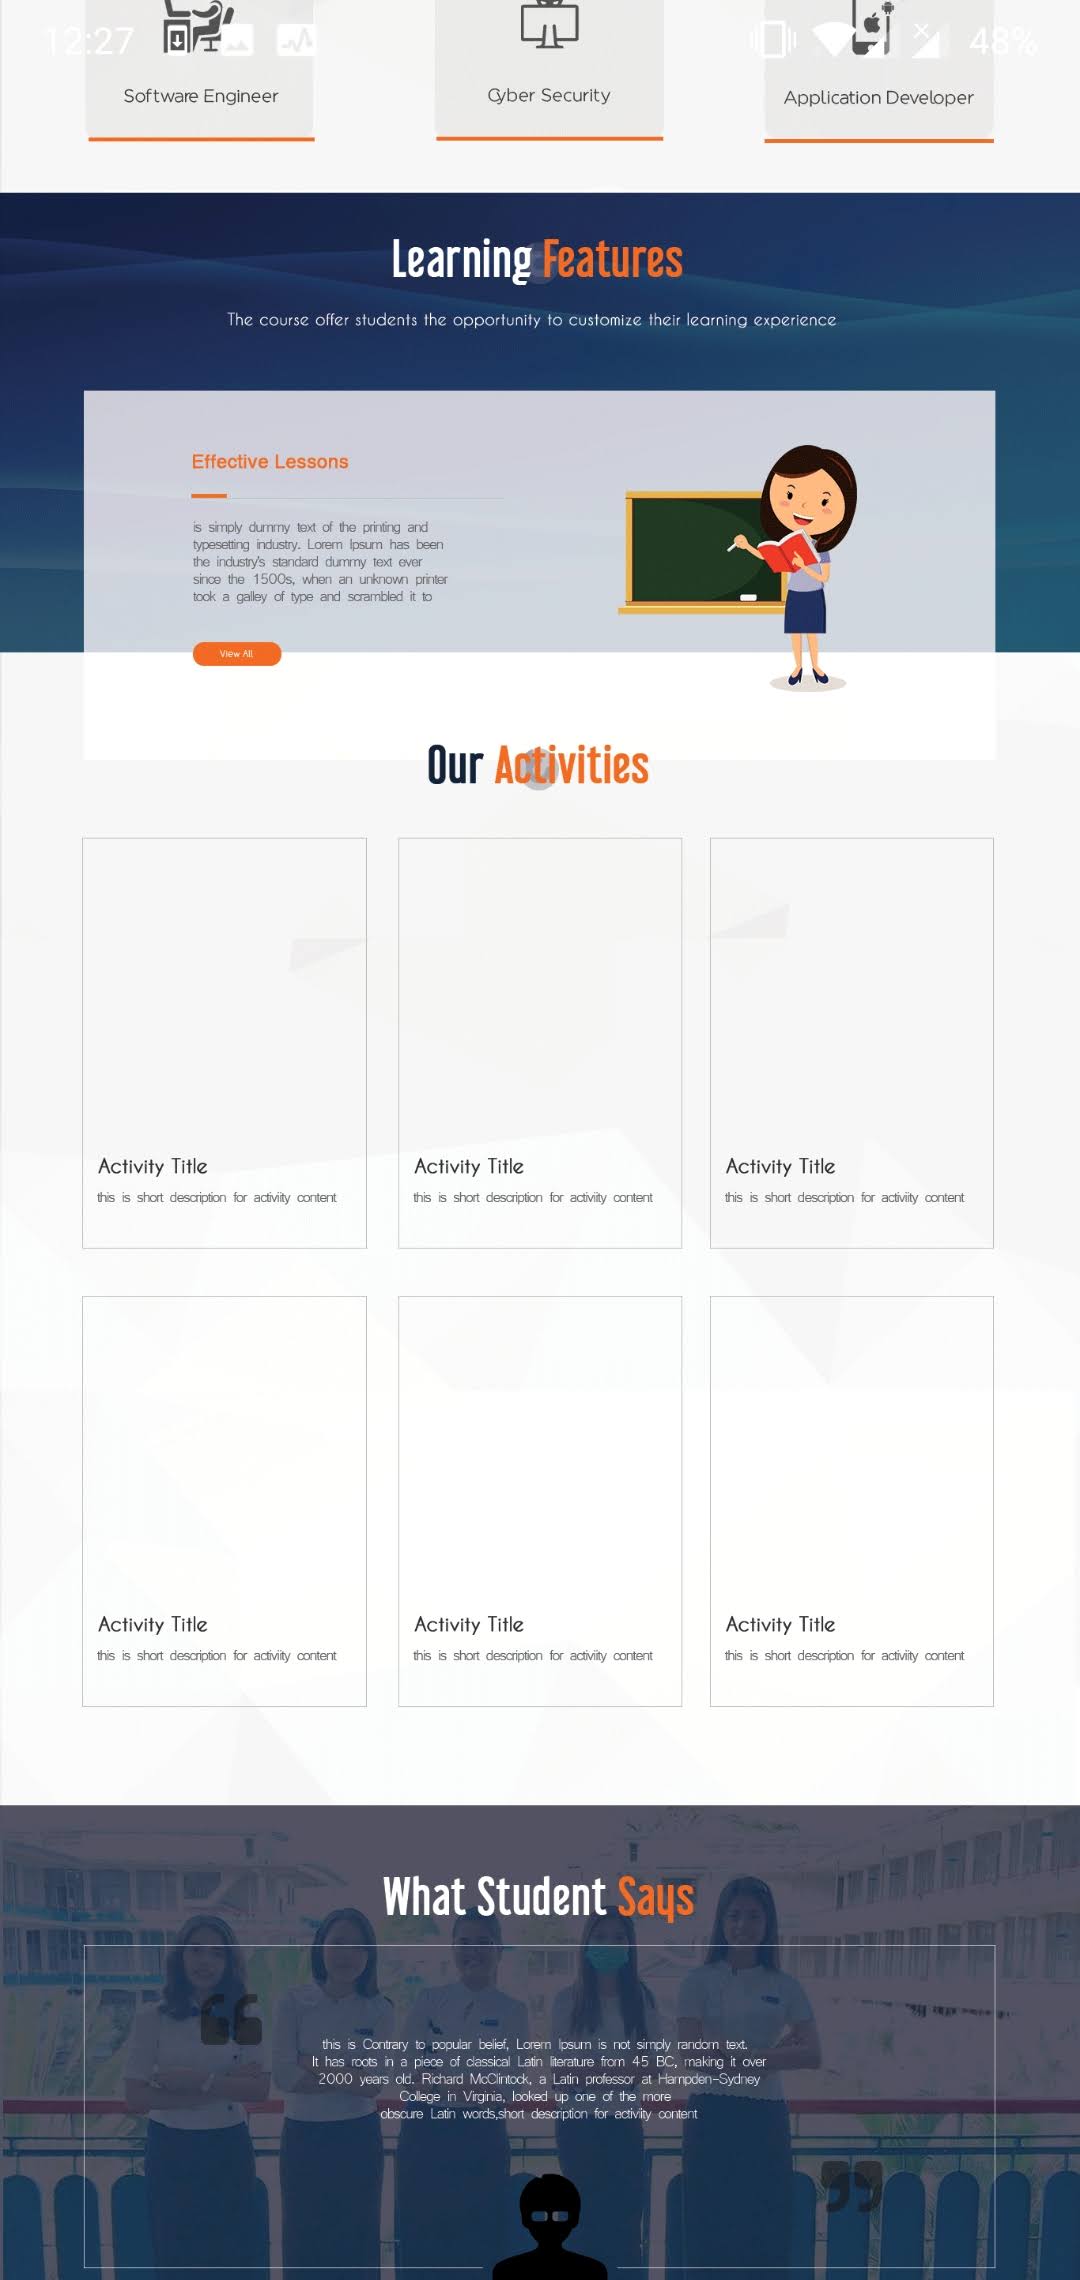 12:27
48%
Software Engineer
Cyber Security
Application Developer
Learning Features
The course offer students the opportunity to customize their learning experience
Effective Lessons
is simply dummy text of the printing and
typesetting industry. Lorem Ipsum has been
the industry's standard dummy text ever
since the 1500s, when an unknown printer
took a galley of type and scrambled it to
View All
Our Activities
Activity Title
this is short description for activiity content
Activity Title
this is short description for activiity content
Activity Title
this is short description for activiity content
Activity Title
this is short description for activiity content
Activity Title
this is short description for activiity content
Activity Title
this is short description for activiity content
What Student Says
this is Contrary to popular belief, Lorem Ipsum is not simply random text.
It has roots in a piece of classical Latin literature from 45 BC, making it over
2000 years old. Richard McClintock, a Latin professor at Hampden-Sydney
College in Virginia, looked up one of the more
obscure Latin words,short description for activiity content